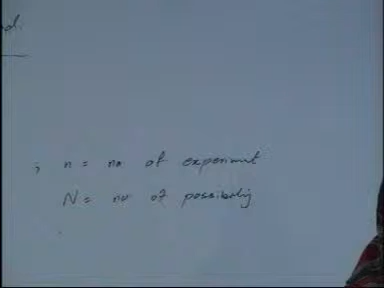 ; n = no of experiment
N = no of possibility